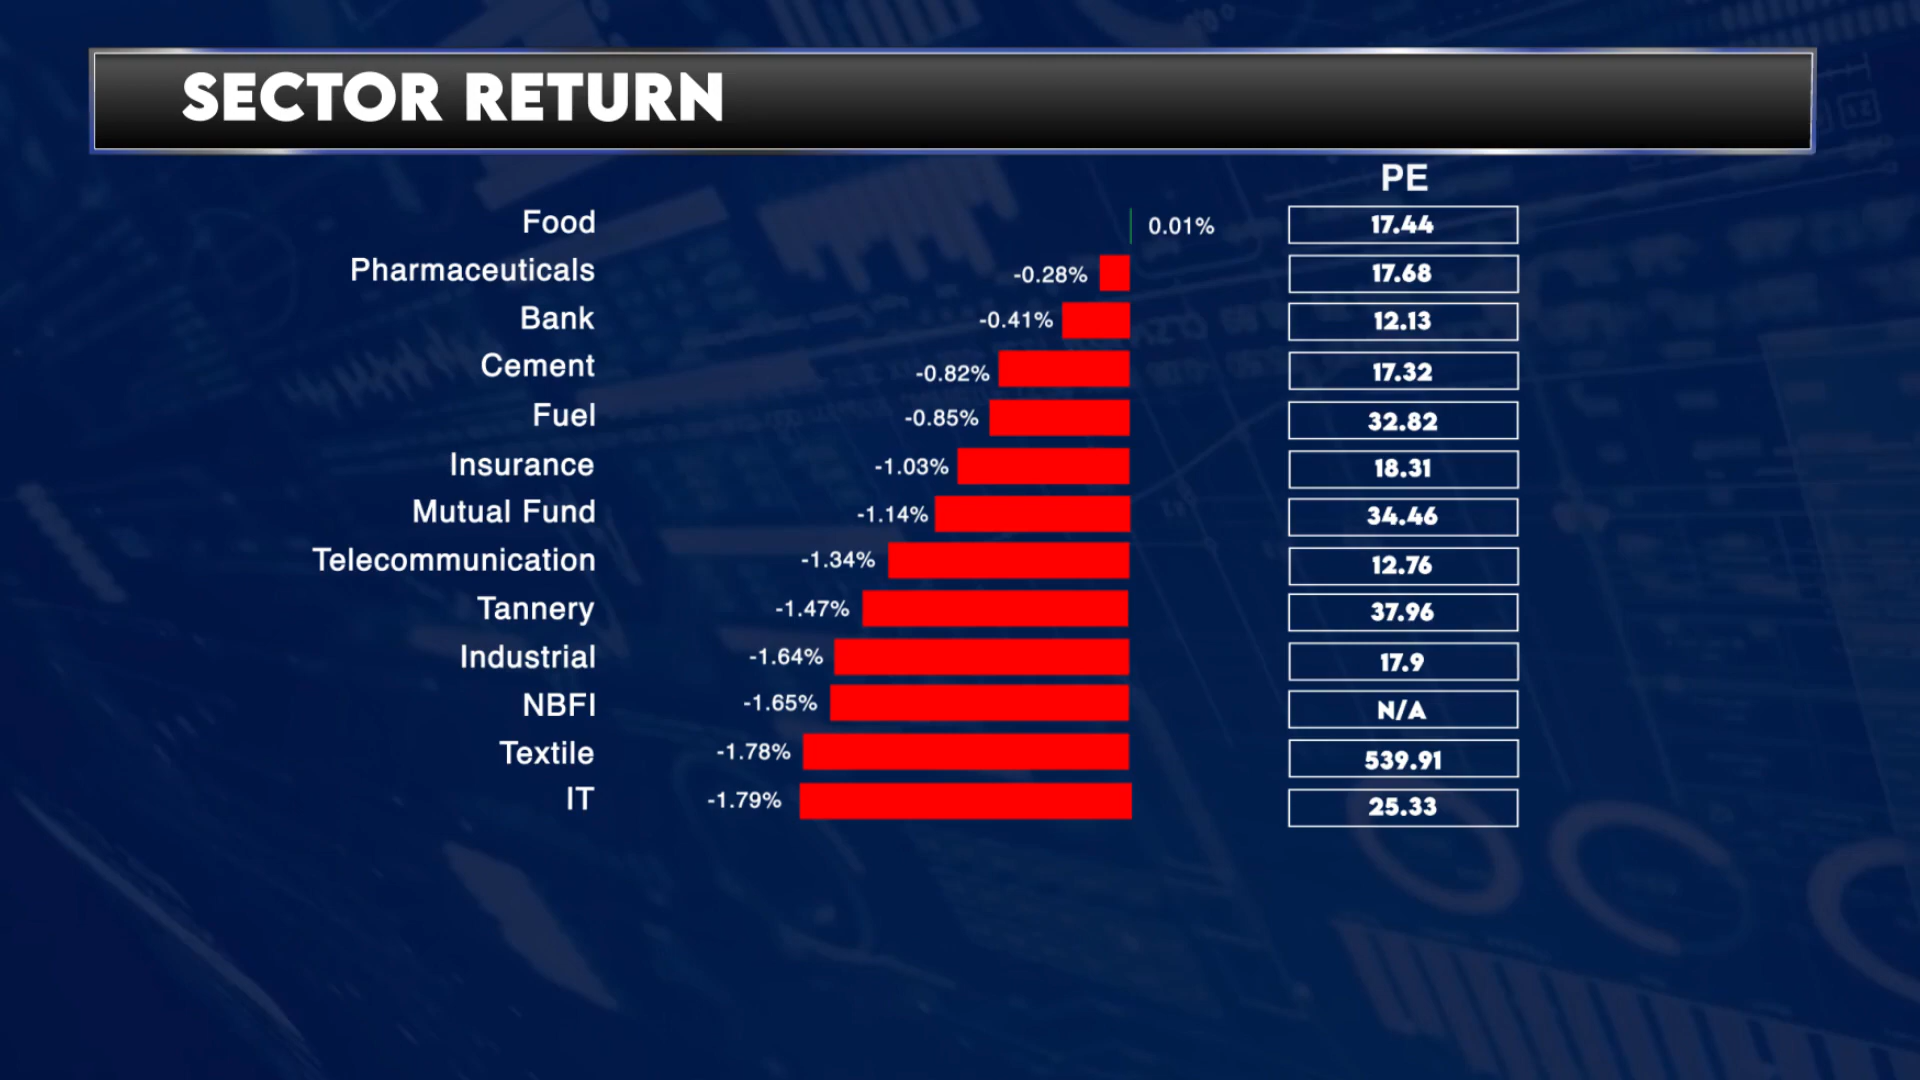 SECTOR RETURN
PE
Food 0.01% 17.44
Pharmaceuticals -0.28% 17.68
Bank -0.41% 12.13
Cement -0.82% 17.32
Fuel -0.85% 32.82
Insurance -1.03% 18.31
Mutual Fund -1.14% 34.46
Telecommunication -1.34% 12.76
Tannery -1.47% 37.96
Industrial -1.64% 17.9
NBFI -1.65% N/A
Textile -1.78% 539.91
IT -1.79% 25.33